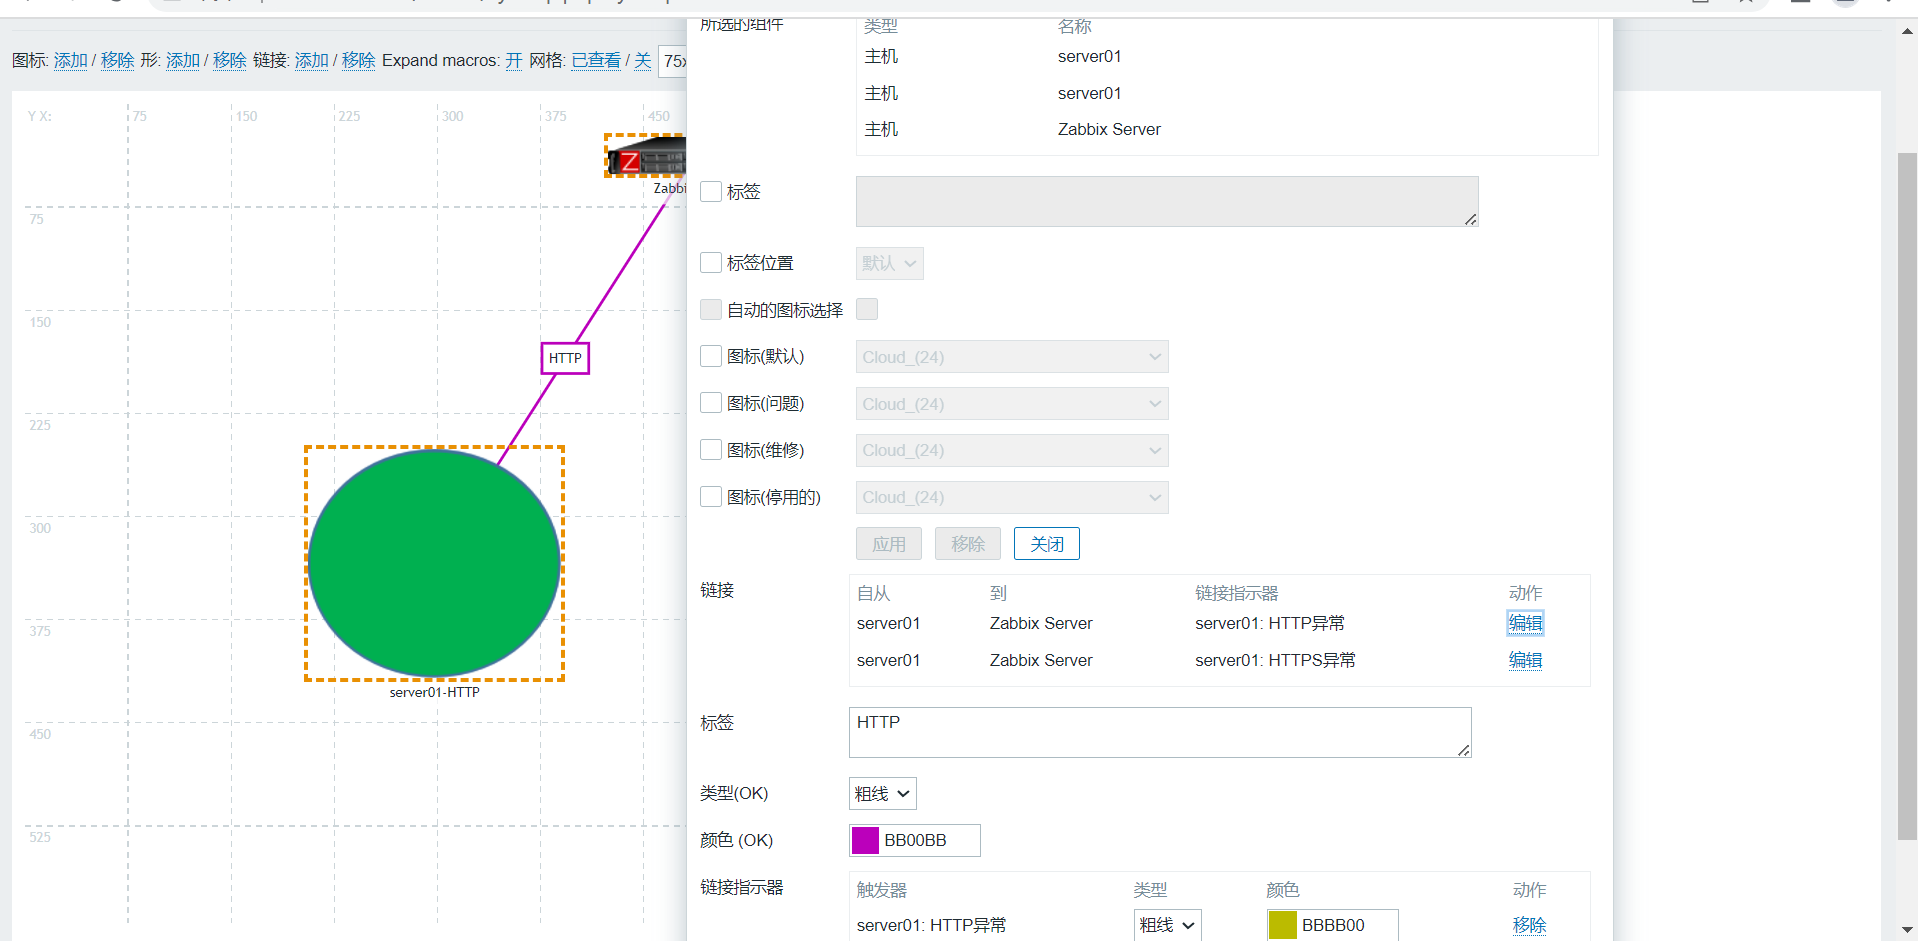 所选的组件 类型 名称
主机 server01
主机 server01
主机 Zabbix Server
图标: 添加 / 移除 形: 添加 / 移除 链接: 添加 / 移除 Expand macros: 开 网格: 已查看 / 关 75x
Y X: 75 150 225 300 375 450
75
150
225
300
375
450
525
Z
Zabbi
HTTP
server01-HTTP
标签
标签位置 默认
自动的图标选择
图标(默认) Cloud_(24)
图标(问题) Cloud_(24)
图标(维修) Cloud_(24)
图标(停用的) Cloud_(24)
应用 移除 关闭
链接 自从 到 链接指示器 动作
server01 Zabbix Server server01: HTTP异常 编辑
server01 Zabbix Server server01: HTTPS异常 编辑
标签 HTTP
类型(OK) 粗线
颜色 (OK) BB00BB
链接指示器 触发器 类型 颜色 动作
server01: HTTP异常 粗线 BBBB00 移除